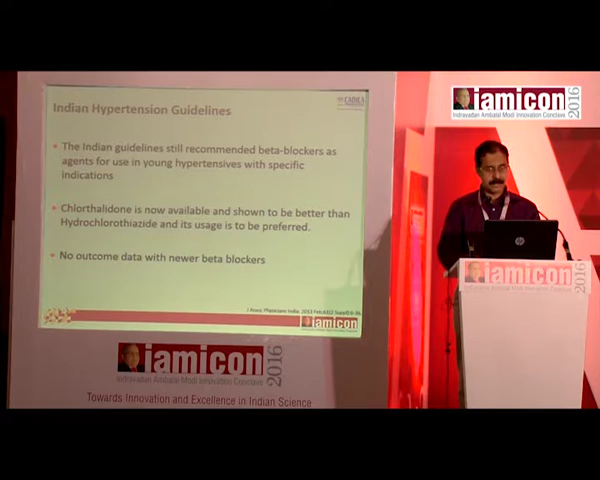 iamicon 2016
Indravadan Ambalal Modi Innovation Conclave
CADILA
Indian Hypertension Guidelines
• The Indian guidelines still recommended beta-blockers as
agents for use in young hypertensives with specific
indications
• Chlorthalidone is now available and shown to be better than
Hydrochlorothiazide and its usage is to be preferred.
• No outcome data with newer beta blockers
iamicon
hp
iamicon 2016
iamicon 2016
Indravadan Ambalal Modi Innovation Conclave
Towards Innovation and Excellence in Indian Science